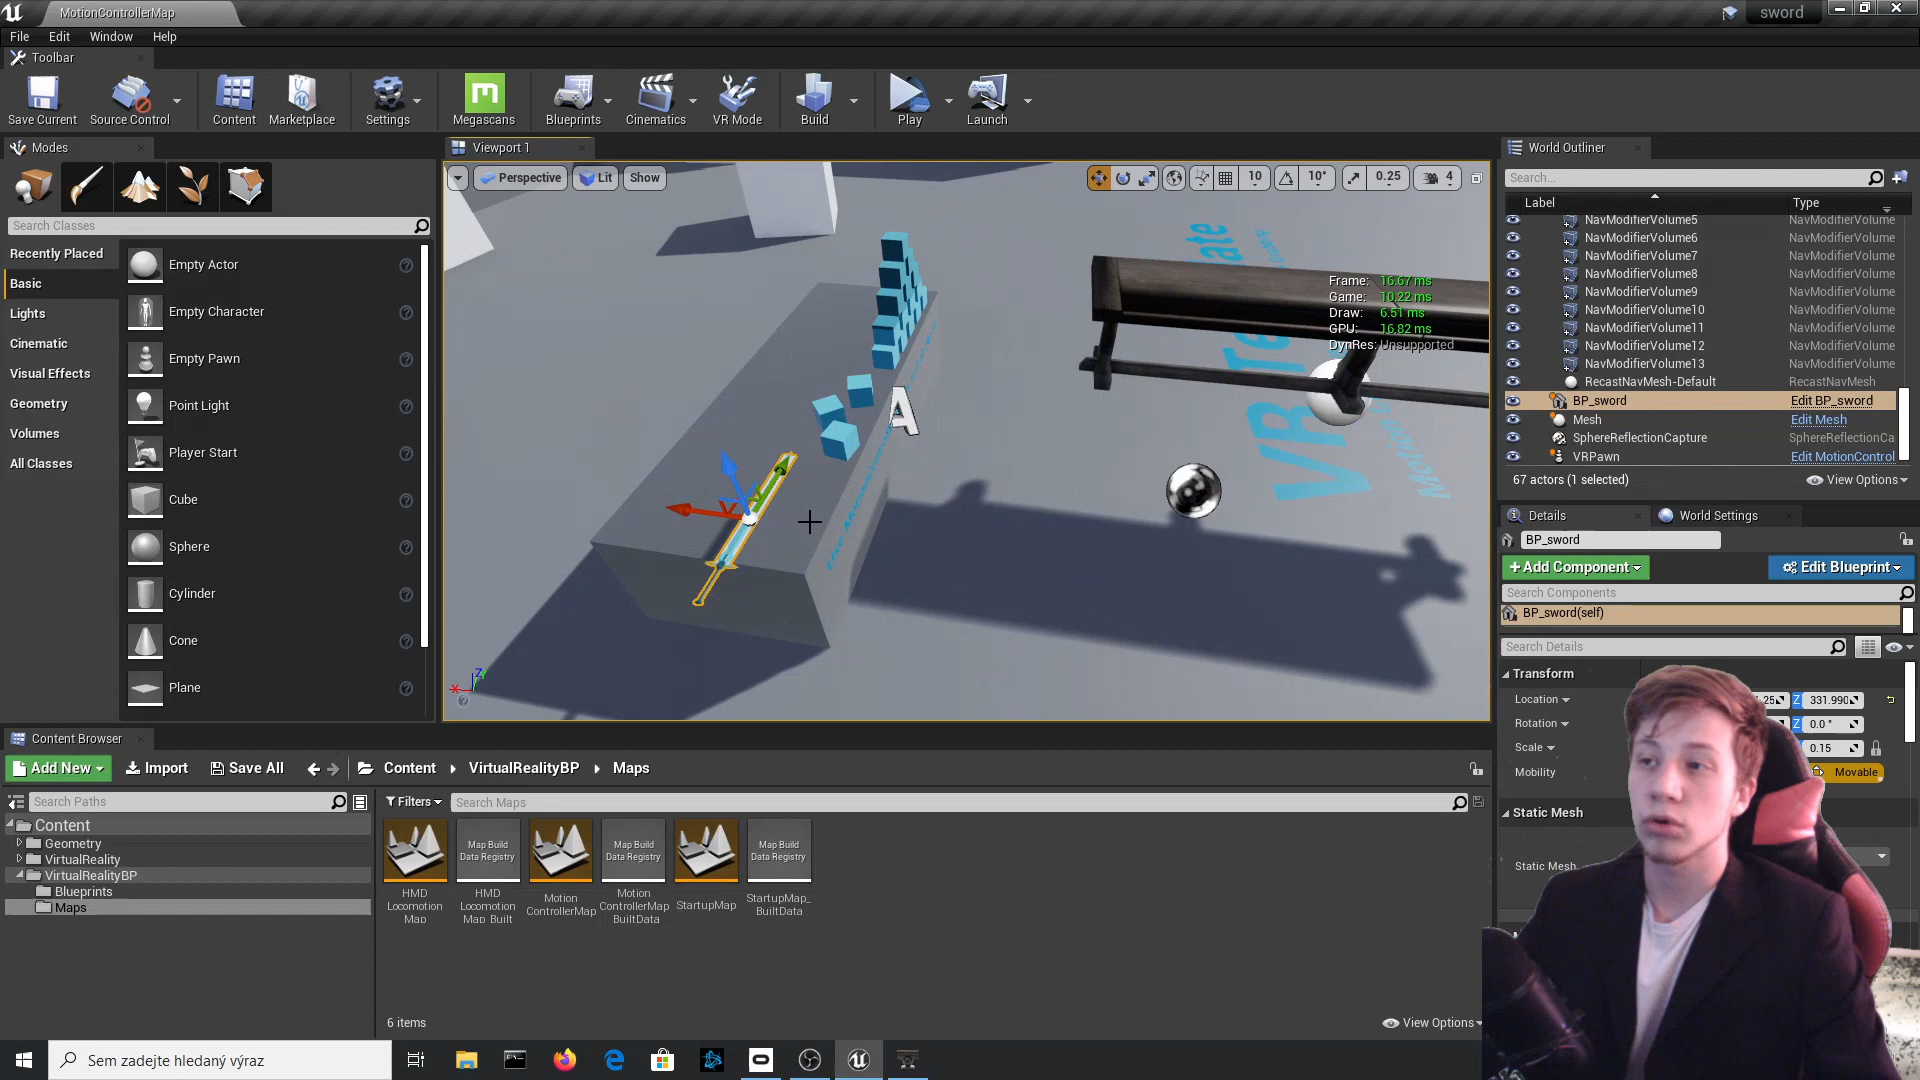 MotionControllerMap
sword
File Edit Window Help
Toolbar
Save Current Source Control Content Marketplace Settings Megascans Blueprints Cinematics VR Mode Build Play Launch
Modes
Search Classes
Recently Placed
Basic
Lights
Cinematic
Visual Effects
Geometry
Volumes
All Classes
Empty Actor
Empty Character
Empty Pawn
Point Light
Player Start
Cube
Sphere
Cylinder
Cone
Plane
Viewport 1
Perspective Lit Show
10 10° 0.25 4
Frame: 16.67 ms
Game: 10.22 ms
Draw: 6.51 ms
GPU: 16.82 ms
DynRes: Unsupported
World Outliner
Search...
Label Type
NavModifierVolume5 NavModifierVolume
NavModifierVolume6 NavModifierVolume
NavModifierVolume7 NavModifierVolume
NavModifierVolume8 NavModifierVolume
NavModifierVolume9 NavModifierVolume
NavModifierVolume10 NavModifierVolume
NavModifierVolume11 NavModifierVolume
NavModifierVolume12 NavModifierVolume
NavModifierVolume13 NavModifierVolume
RecastNavMesh-Default RecastNavMesh
BP_sword Edit BP_sword
Mesh Edit Mesh
SphereReflectionCapture SphereReflectionCa
VRPawn Edit MotionControl
67 actors (1 selected) View Options
Details World Settings
BP_sword
+Add Component Edit Blueprint
Search Components
BP_sword(self)
Search Details
Transform
Location Z 331.990
Rotation Z 0.0 °
Scale 0.15
Mobility Movable
Static Mesh
Static Mesh
Content Browser
Add New Import Save All Content VirtualRealityBP Maps
Search Paths
Filters Search Maps
Content
Geometry
VirtualReality
VirtualRealityBP
Blueprints
Maps
Map Build
Data Registry
Map Build
Data Registry
Map Build
Data Registry
HMD
Locomotion
Map
HMD
Locomotion
Map_Built
Motion
ControllerMap
Motion
ControllerMap
BuiltData
StartupMap
StartupMap_
BuiltData
6 items View Options
Sem zadejte hledaný výraz